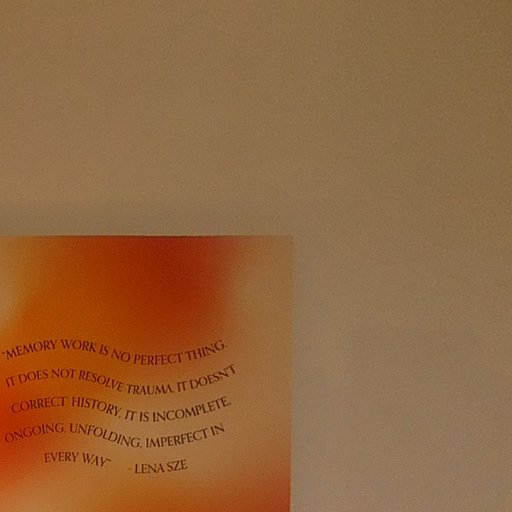 "MEMORY WORK IS NO PERFECT THING.
IT DOES NOT RESOLVE TRAUMA. IT DOESN'T
CORRECT HISTORY. IT IS INCOMPLETE,
ONGOING, UNFOLDING, IMPERFECT IN
EVERY WAY." - LENA SZE